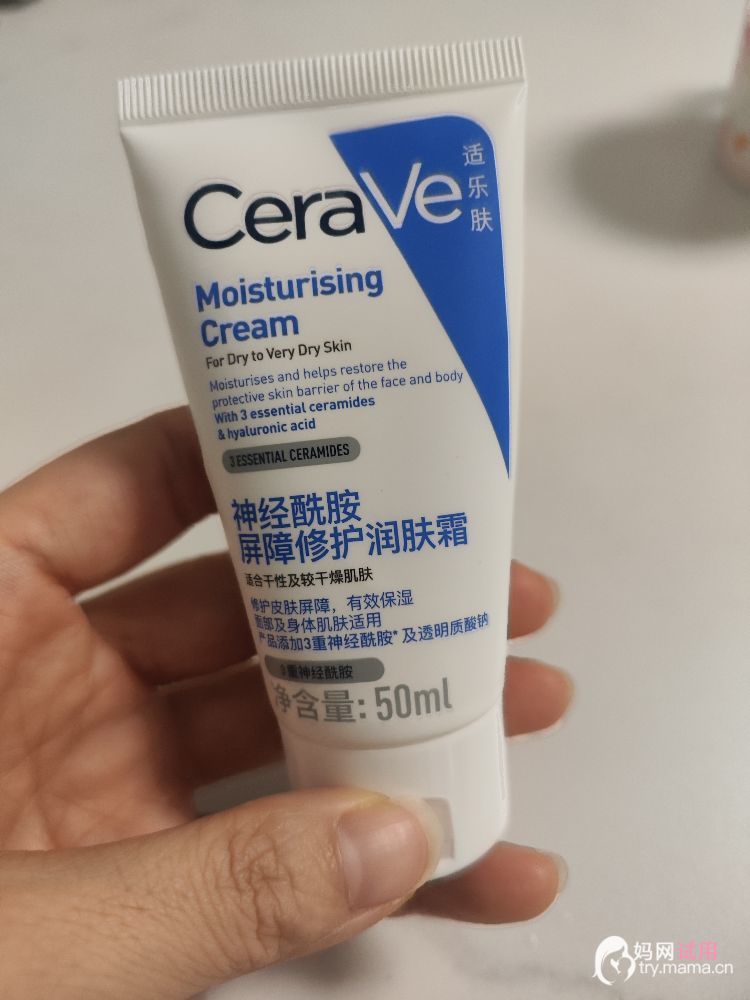 CeraVe
适乐肤
Moisturising
Cream
For Dry to Very Dry Skin
Moisturises and helps restore the
protective skin barrier of the face and body
With 3 essential ceramides
& hyaluronic acid
3 ESSENTIAL CERAMIDES
神经酰胺
屏障修护润肤霜
适合干性及较干燥肌肤
修护皮肤屏障，有效保湿
面部及身体肌肤适用
产品添加3重神经酰胺*及透明质酸钠
3重神经酰胺
净含量: 50ml
妈网试用
try.mama.cn